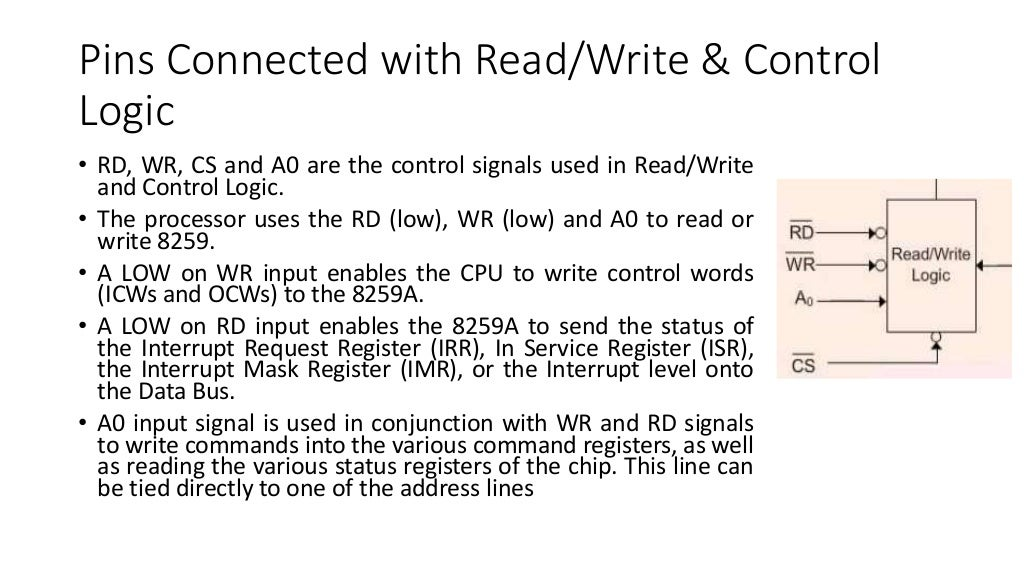 Pins Connected with Read/Write & Control
Logic
• RD, WR, CS and A0 are the control signals used in Read/Write
and Control Logic.
• The processor uses the RD (low), WR (low) and A0 to read or
write 8259.
• A LOW on WR input enables the CPU to write control words
(ICWs and OCWs) to the 8259A.
• A LOW on RD input enables the 8259A to send the status of
the Interrupt Request Register (IRR), In Service Register (ISR),
the Interrupt Mask Register (IMR), or the Interrupt level onto
the Data Bus.
• A0 input signal is used in conjunction with WR and RD signals
to write commands into the various command registers, as well
as reading the various status registers of the chip. This line can
be tied directly to one of the address lines
R̅D̅
W̅R̅
A₀
C̅S̅
Read/Write
Logic